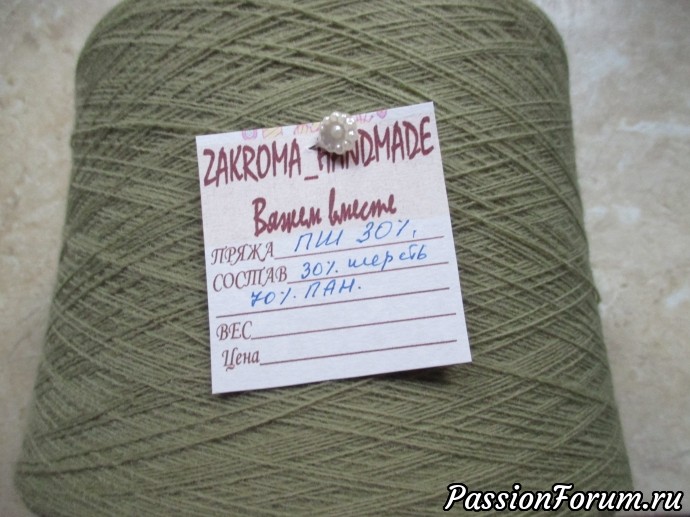 ZAKROMA_HANDMADE
Вяжем вместе
ПРЯЖА ПШ 30%
СОСТАВ 30% шерсть
70% ПАН.
ВЕС
Цена
PassionForum.ru